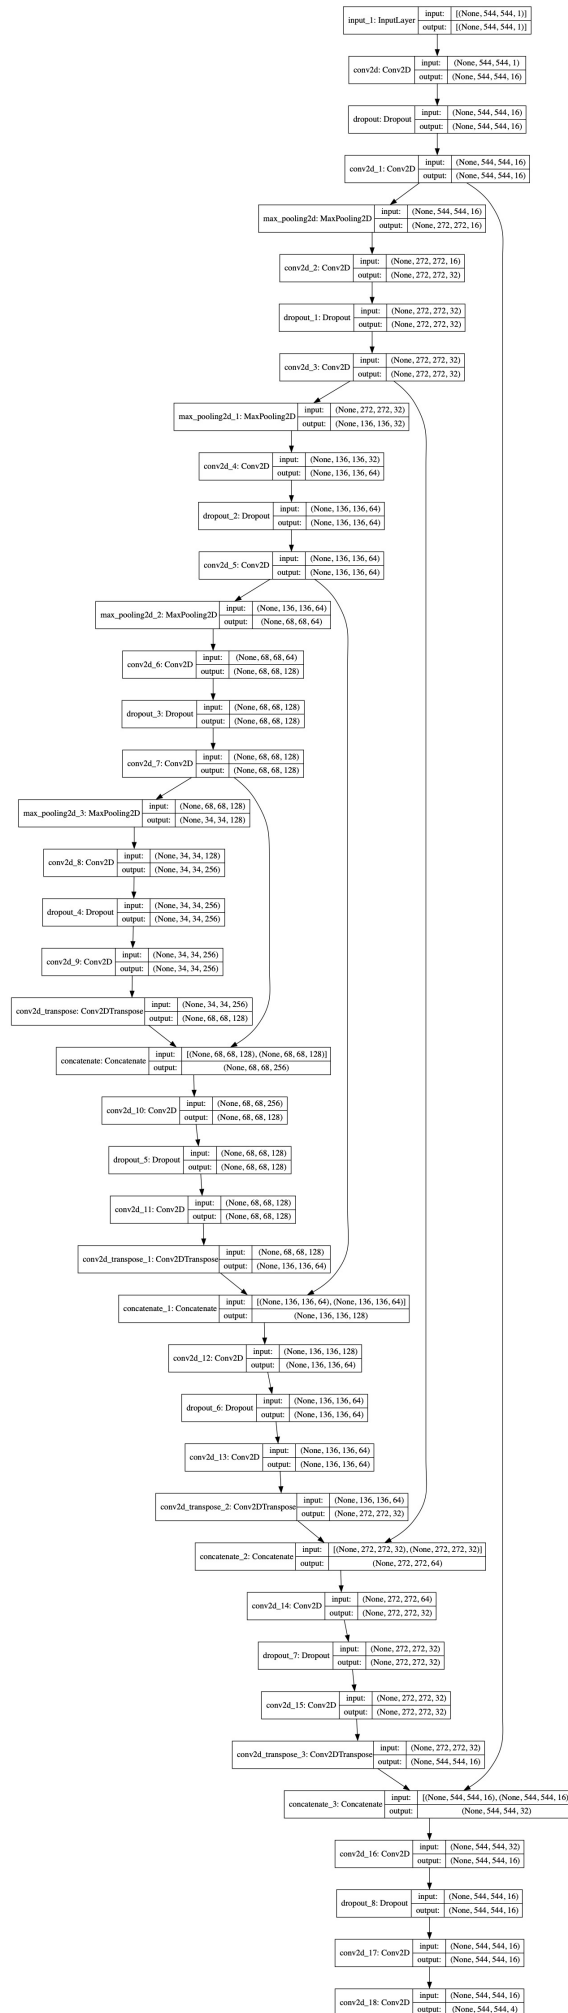 input_1: InputLayer input: [(None, 544, 544, 1)]
output: [(None, 544, 544, 1)]
conv2d: Conv2D input: (None, 544, 544, 1)
output: (None, 544, 544, 16)
dropout: Dropout input: (None, 544, 544, 16)
output: (None, 544, 544, 16)
conv2d_1: Conv2D input: (None, 544, 544, 16)
output: (None, 544, 544, 16)
max_pooling2d: MaxPooling2D input: (None, 544, 544, 16)
output: (None, 272, 272, 16)
conv2d_2: Conv2D input: (None, 272, 272, 16)
output: (None, 272, 272, 32)
dropout_1: Dropout input: (None, 272, 272, 32)
output: (None, 272, 272, 32)
conv2d_3: Conv2D input: (None, 272, 272, 32)
output: (None, 272, 272, 32)
max_pooling2d_1: MaxPooling2D input: (None, 272, 272, 32)
output: (None, 136, 136, 32)
conv2d_4: Conv2D input: (None, 136, 136, 32)
output: (None, 136, 136, 64)
dropout_2: Dropout input: (None, 136, 136, 64)
output: (None, 136, 136, 64)
conv2d_5: Conv2D input: (None, 136, 136, 64)
output: (None, 136, 136, 64)
max_pooling2d_2: MaxPooling2D input: (None, 136, 136, 64)
output: (None, 68, 68, 64)
conv2d_6: Conv2D input: (None, 68, 68, 64)
output: (None, 68, 68, 128)
dropout_3: Dropout input: (None, 68, 68, 128)
output: (None, 68, 68, 128)
conv2d_7: Conv2D input: (None, 68, 68, 128)
output: (None, 68, 68, 128)
max_pooling2d_3: MaxPooling2D input: (None, 68, 68, 128)
output: (None, 34, 34, 128)
conv2d_8: Conv2D input: (None, 34, 34, 128)
output: (None, 34, 34, 256)
dropout_4: Dropout input: (None, 34, 34, 256)
output: (None, 34, 34, 256)
conv2d_9: Conv2D input: (None, 34, 34, 256)
output: (None, 34, 34, 256)
conv2d_transpose: Conv2DTranspose input: (None, 34, 34, 256)
output: (None, 68, 68, 128)
concatenate: Concatenate input: [(None, 68, 68, 128), (None, 68, 68, 128)]
output: (None, 68, 68, 256)
conv2d_10: Conv2D input: (None, 68, 68, 256)
output: (None, 68, 68, 128)
dropout_5: Dropout input: (None, 68, 68, 128)
output: (None, 68, 68, 128)
conv2d_11: Conv2D input: (None, 68, 68, 128)
output: (None, 68, 68, 128)
conv2d_transpose_1: Conv2DTranspose input: (None, 68, 68, 128)
output: (None, 136, 136, 64)
concatenate_1: Concatenate input: [(None, 136, 136, 64), (None, 136, 136, 64)]
output: (None, 136, 136, 128)
conv2d_12: Conv2D input: (None, 136, 136, 128)
output: (None, 136, 136, 64)
dropout_6: Dropout input: (None, 136, 136, 64)
output: (None, 136, 136, 64)
conv2d_13: Conv2D input: (None, 136, 136, 64)
output: (None, 136, 136, 64)
conv2d_transpose_2: Conv2DTranspose input: (None, 136, 136, 64)
output: (None, 272, 272, 32)
concatenate_2: Concatenate input: [(None, 272, 272, 32), (None, 272, 272, 32)]
output: (None, 272, 272, 64)
conv2d_14: Conv2D input: (None, 272, 272, 64)
output: (None, 272, 272, 32)
dropout_7: Dropout input: (None, 272, 272, 32)
output: (None, 272, 272, 32)
conv2d_15: Conv2D input: (None, 272, 272, 32)
output: (None, 272, 272, 32)
conv2d_transpose_3: Conv2DTranspose input: (None, 272, 272, 32)
output: (None, 544, 544, 16)
concatenate_3: Concatenate input: [(None, 544, 544, 16), (None, 544, 544, 16)
output: (None, 544, 544, 32)
conv2d_16: Conv2D input: (None, 544, 544, 32)
output: (None, 544, 544, 16)
dropout_8: Dropout input: (None, 544, 544, 16)
output: (None, 544, 544, 16)
conv2d_17: Conv2D input: (None, 544, 544, 16)
output: (None, 544, 544, 16)
conv2d_18: Conv2D input: (None, 544, 544, 16)
output: (None, 544, 544, 4)